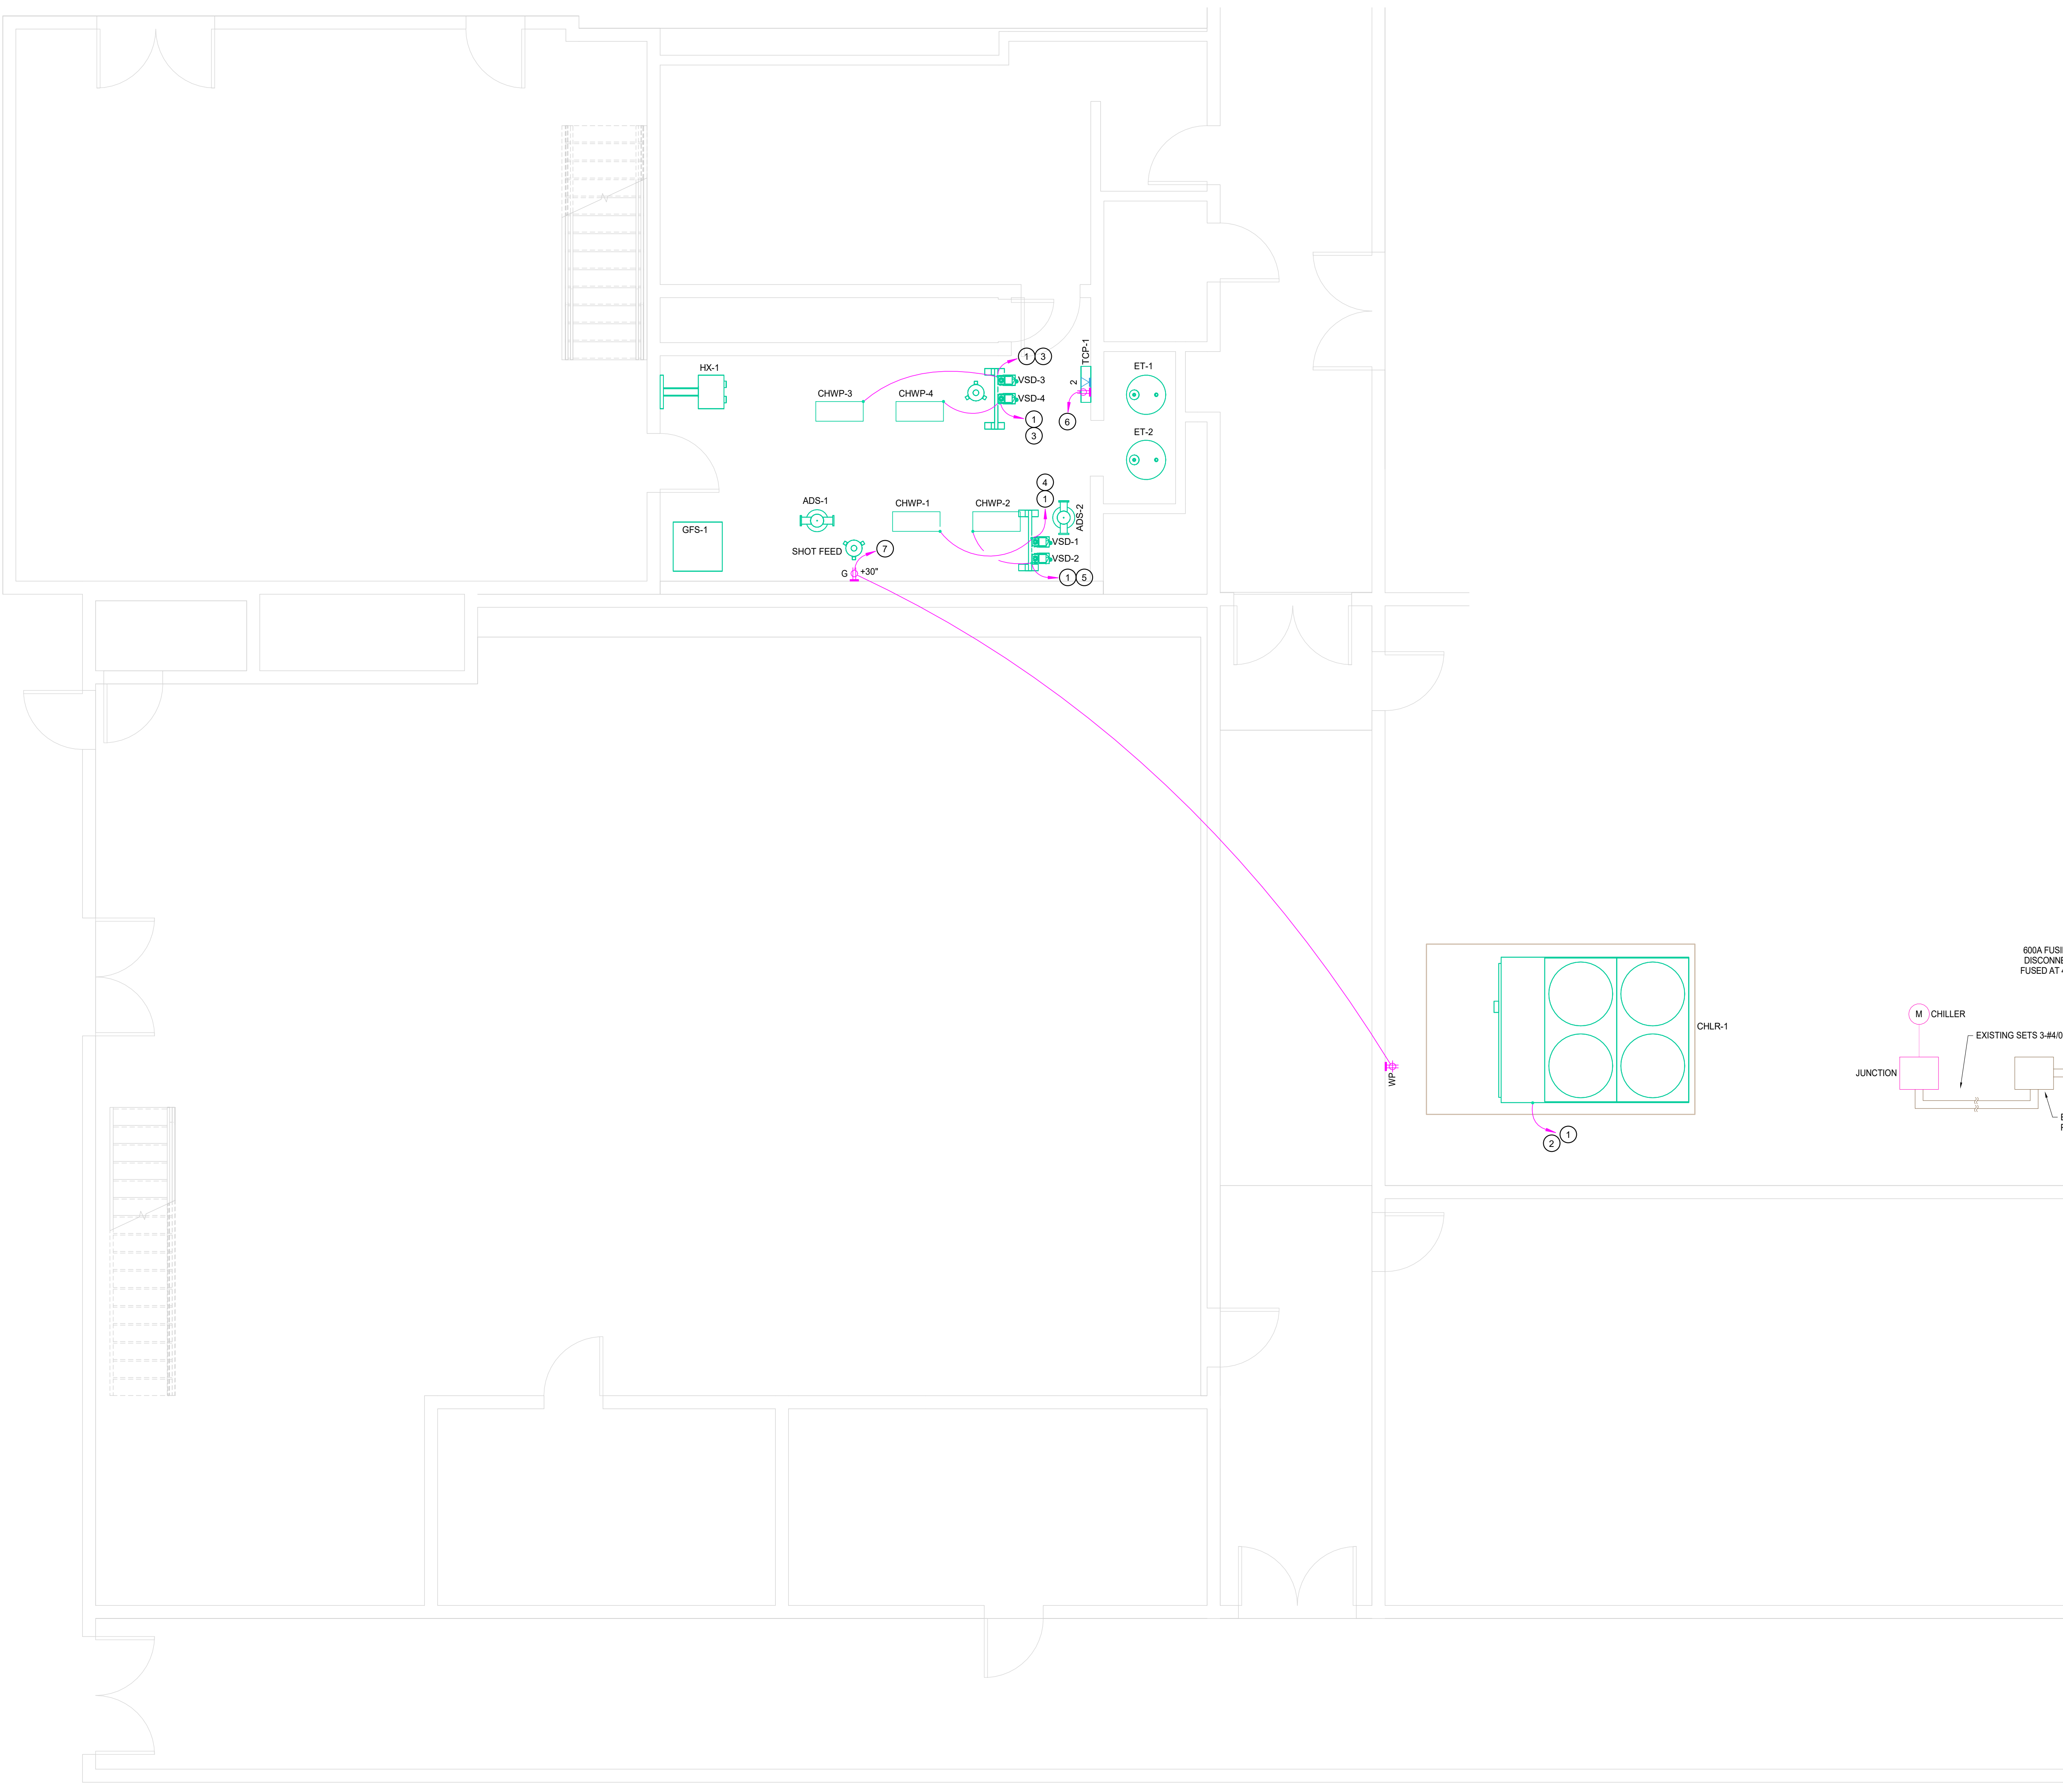 1 3
TCP-1
HX-1
ET-1
VSD-3
2
CHWP-3
CHWP-4
VSD-4
1
6
3
ET-2
4
1
ADS-1
CHWP-1
CHWP-2
ADS-2
GFS-1
VSD-1
SHOT FEED
7
VSD-2
G
+30"
1 5
600A FUSI
DISCONNE
FUSED AT 4
M
CHILLER
CHLR-1
EXISTING SETS 3-#4/0
JUNCTION
WP
1
2